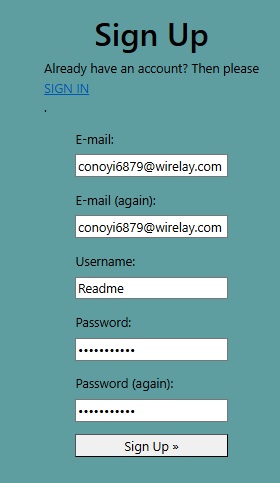 Sign Up
Already have an account? Then please
SIGN IN
.
E-mail:
conoyi6879@wirelay.com
E-mail (again):
conoyi6879@wirelay.com
Username:
Readme
Password:
•••••••••••
Password (again):
•••••••••••
Sign Up »